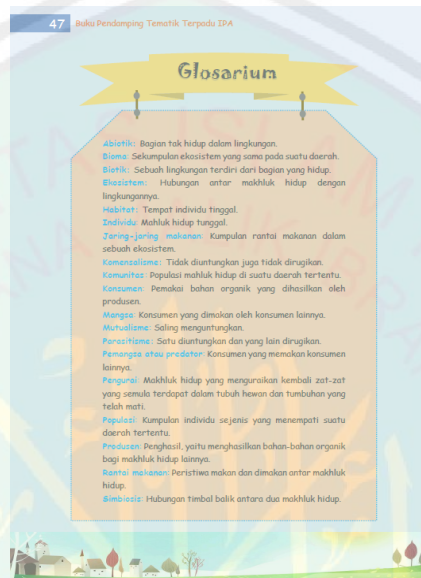 47 Buku Pendamping Tematik Terpadu IPA
Glosarium
Abiotik: Bagian tak hidup dalam lingkungan.
Bioma: Sekumpulan ekosistem yang sama pada suatu daerah.
Biotik: Sebuah lingkungan terdiri dari bagian yang hidup.
Ekosistem: Hubungan antar makhluk hidup dengan
lingkungannya.
Habitat: Tempat individu tinggal.
Individu: Mahluk hidup tunggal.
Jaring-jaring makanan: Kumpulan rantai makanan dalam
sebuah ekosistem.
Komensalisme: Tidak diuntungkan juga tidak dirugikan.
Komunitas: Populasi mahluk hidup di suatu daerah tertentu.
Konsumen: Pemakai bahan organik yang dihasilkan oleh
produsen.
Mangsa: Konsumen yang dimakan oleh konsumen lainnya.
Mutualisme: Saling menguntungkan.
Parasitisme: Satu diuntungkan dan yang lain dirugikan.
Pemangsa atau predator: Konsumen yang memakan konsumen
lainnya.
Pengurai: Makhluk hidup yang menguraikan kembali zat-zat
yang semula terdapat dalam tubuh hewan dan tumbuhan yang
telah mati.
Populasi: Kumpulan individu sejenis yang menempati suatu
daerah tertentu.
Produsen: Penghasil, yaitu menghasilkan bahan-bahan organik
bagi makhluk hidup lainnya.
Rantai makanan: Peristiwa makan dan dimakan antar makhluk
hidup.
Simbiosis: Hubungan timbal balik antara dua makhluk hidup.